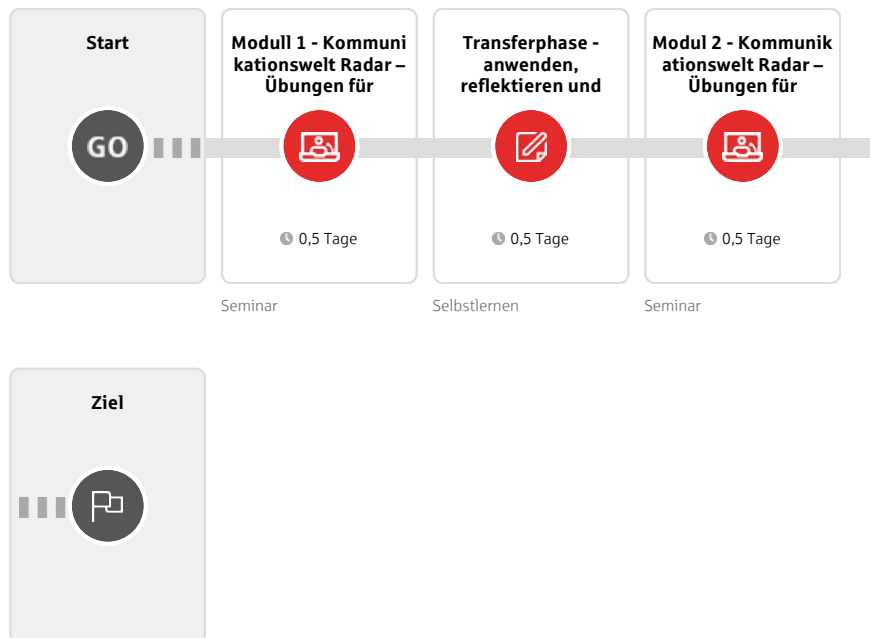 Start
Modull 1 - Kommuni
kationswelt Radar –
Übungen für
Transferphase -
anwenden,
reflektieren und
Modul 2 - Kommunik
ationswelt Radar –
Übungen für
GO
0,5 Tage
0,5 Tage
0,5 Tage
Seminar
Selbstlernen
Seminar
Ziel